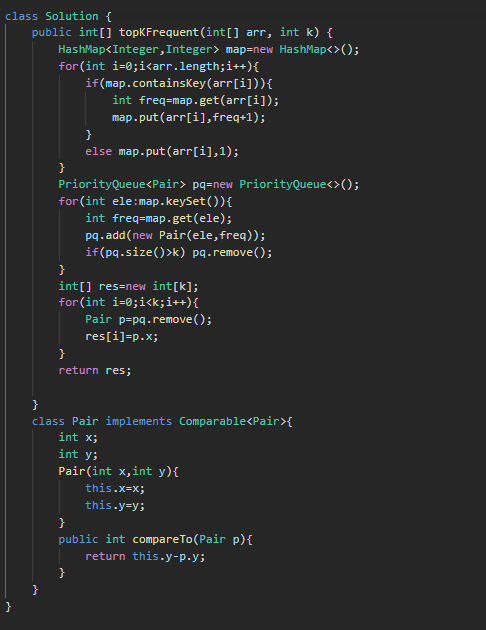 class Solution {
    public int[] topKFrequent(int[] arr, int k) {
        HashMap<Integer,Integer> map=new HashMap<>();
        for(int i=0;i<arr.length;i++){
            if(map.containsKey(arr[i])){
                int freq=map.get(arr[i]);
                map.put(arr[i],freq+1);
            }
            else map.put(arr[i],1);
        }
        PriorityQueue<Pair> pq=new PriorityQueue<>();
        for(int ele:map.keySet()){
            int freq=map.get(ele);
            pq.add(new Pair(ele,freq));
            if(pq.size()>k) pq.remove();
        }
        int[] res=new int[k];
        for(int i=0;i<k;i++){
            Pair p=pq.remove();
            res[i]=p.x;
        }
        return res;

    }
    class Pair implements Comparable<Pair>{
        int x;
        int y;
        Pair(int x,int y){
            this.x=x;
            this.y=y;
        }
        public int compareTo(Pair p){
            return this.y-p.y;
        }
    }
}